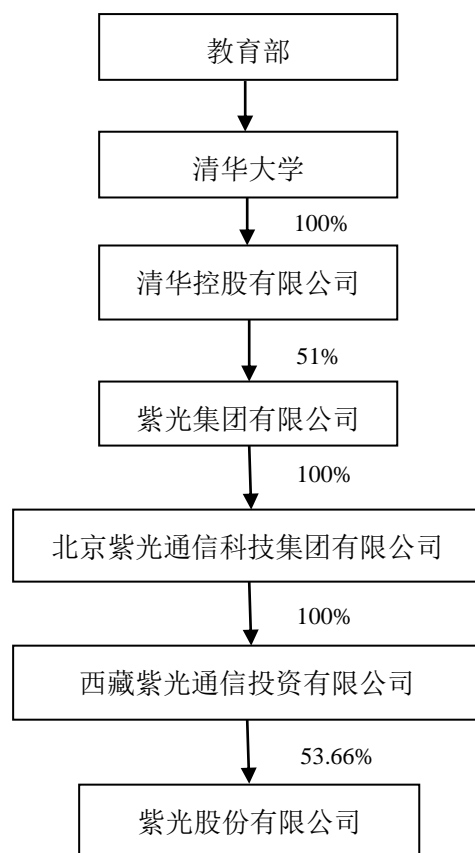 教育部
清华大学
100%
清华控股有限公司
51%
紫光集团有限公司
100%
北京紫光通信科技集团有限公司
100%
西藏紫光通信投资有限公司
53.66%
紫光股份有限公司